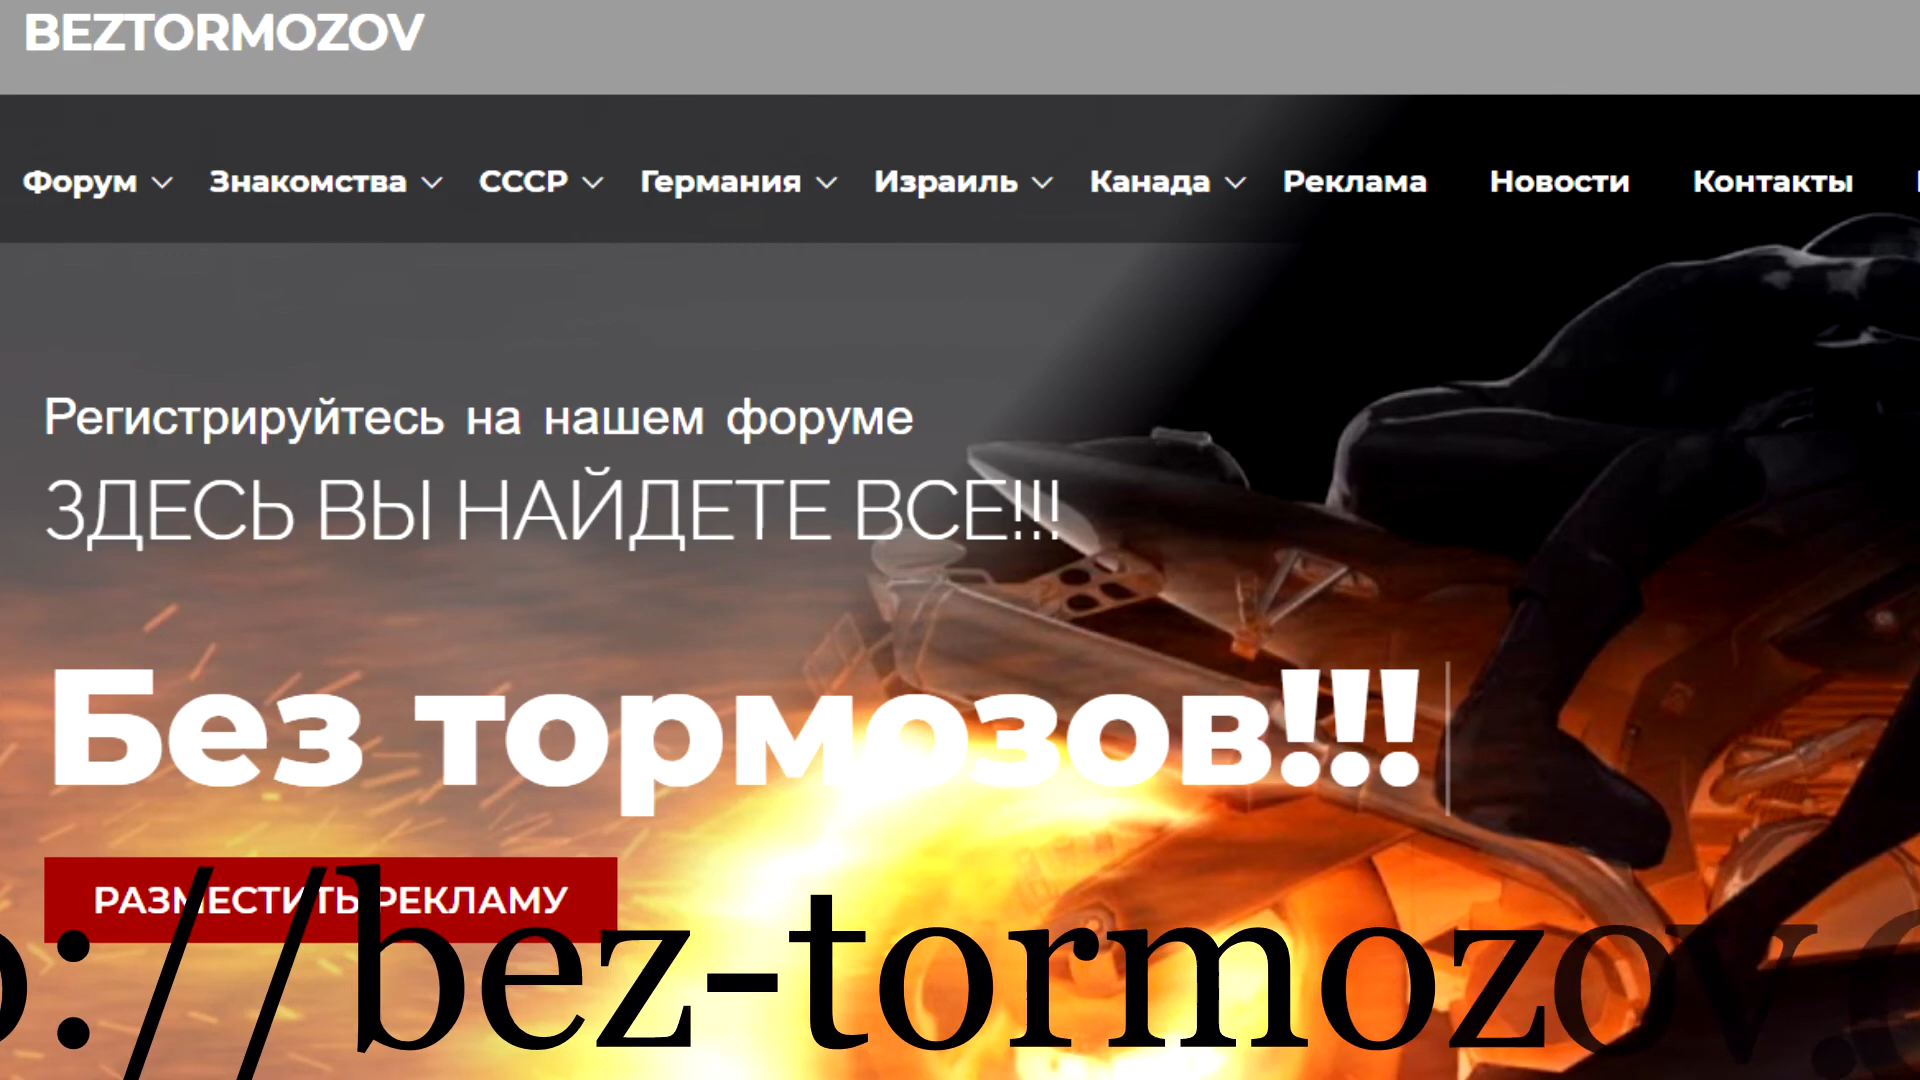 BEZTORMOZOV
Форум Знакомства СССР Германия Израиль Канада Реклама Новости Контакты
Регистрируйтесь на нашем форуме
ЗДЕСЬ ВЫ НАЙДЕТЕ ВСЕ!!!
Без тормозов!!!
РАЗМЕСТИТЬ РЕКЛАМУ
p://bez-tormozov.